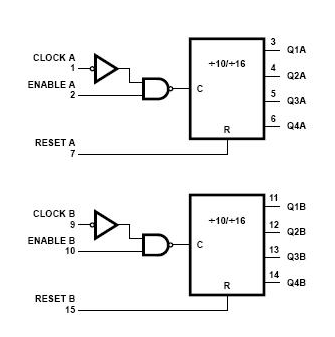 CLOCK A
1
ENABLE A
2
÷10/÷16
C
R
3 Q1A
4 Q2A
5 Q3A
6 Q4A
RESET A
7
CLOCK B
9
ENABLE B
10
÷10/÷16
C
R
11 Q1B
12 Q2B
13 Q3B
14 Q4B
RESET B
15